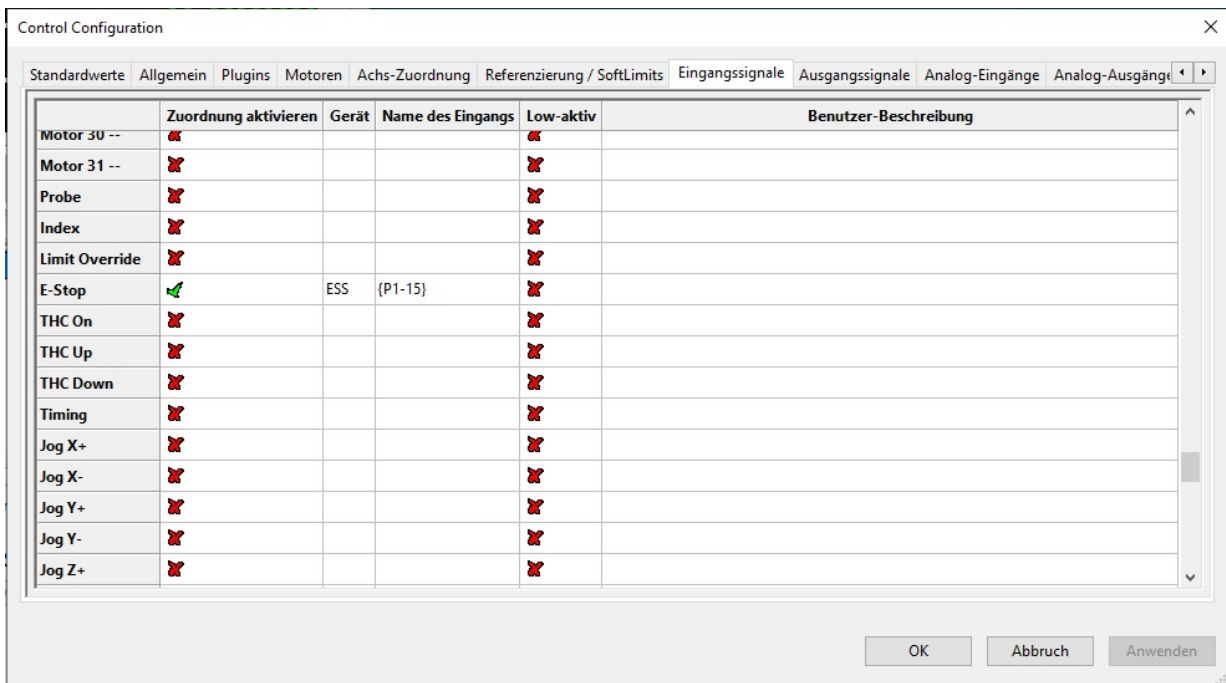 Control Configuration
Standardwerte Allgemein Plugins Motoren Achs-Zuordnung Referenzierung / SoftLimits Eingangssignale Ausgangssignale Analog-Eingänge Analog-Ausgänge
Zuordnung aktivieren Gerät Name des Eingangs Low-aktiv Benutzer-Beschreibung
Motor 30 --
Motor 31 --
Probe
Index
Limit Override
E-Stop ESS {P1-15}
THC On
THC Up
THC Down
Timing
Jog X+
Jog X-
Jog Y+
Jog Y-
Jog Z+
OK Abbruch Anwenden